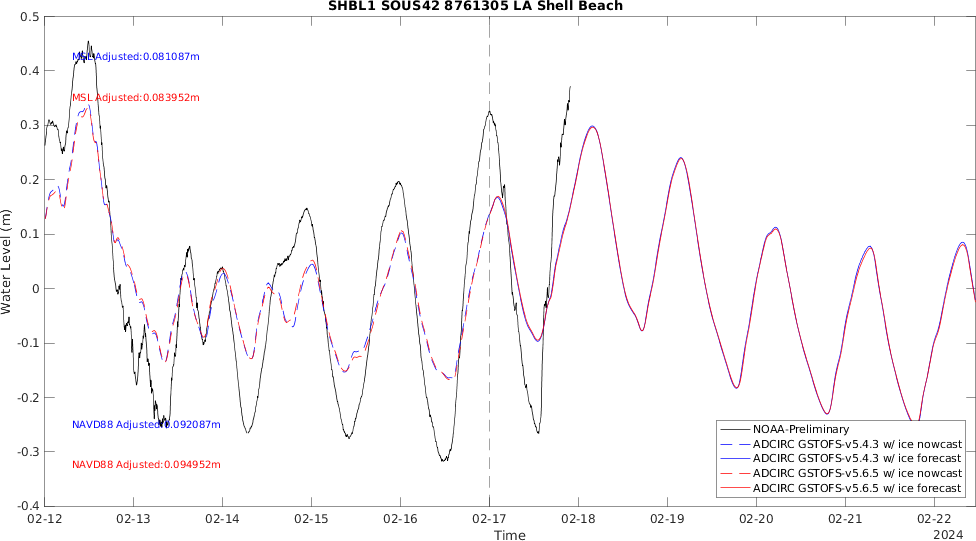 SHBL1 SOUS42 8761305 LA Shell Beach
0.5
MSL Adjusted:0.081087m
0.4
MSL Adjusted:0.083952m
0.3
0.2
0.1
Water Level (m)
0
-0.1
-0.2
NAVD88 Adjusted:0.092087m
-0.3
NAVD88 Adjusted:0.094952m
-0.4
NOAA-Preliminary
ADCIRC GSTOFS-v5.4.3 w/ ice nowcast
ADCIRC GSTOFS-v5.4.3 w/ ice forecast
ADCIRC GSTOFS-v5.6.5 w/ ice nowcast
ADCIRC GSTOFS-v5.6.5 w/ ice forecast
02-12 02-13 02-14 02-15 02-16 02-17 02-18 02-19 02-20 02-21 02-22
Time 2024